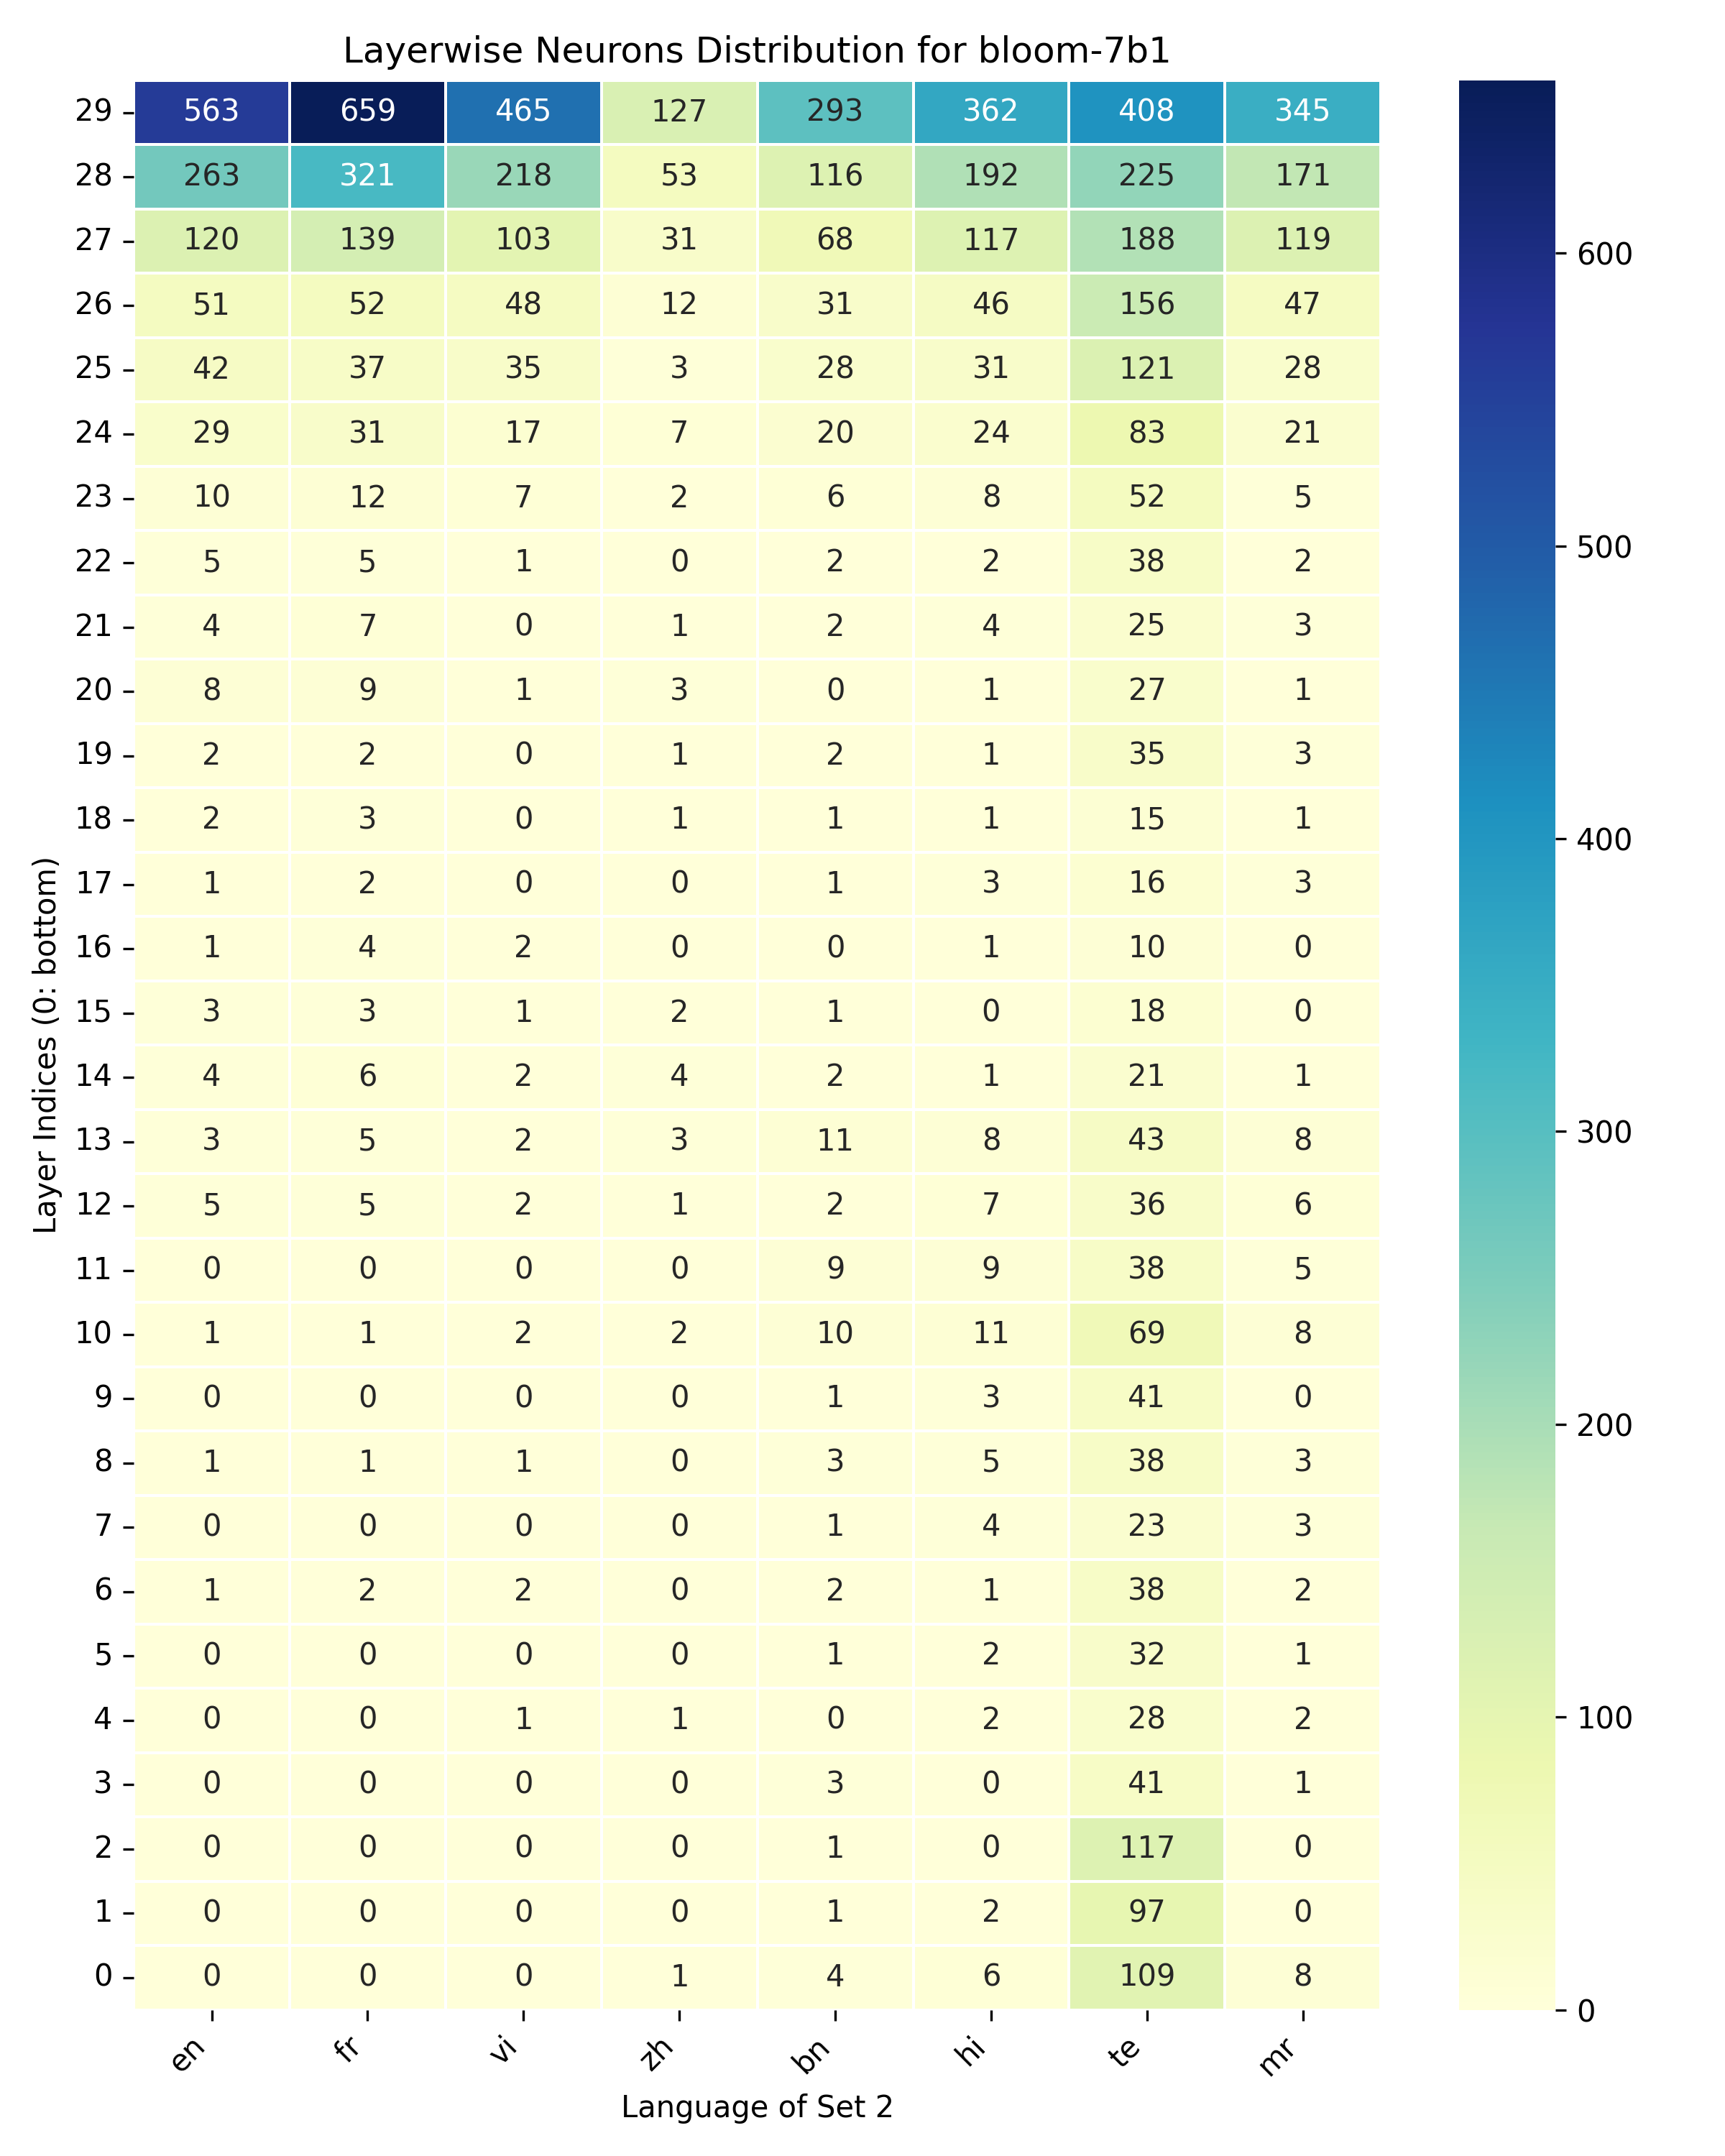 Layerwise Neurons Distribution for bloom-7b1
29 563 659 465 127 293 362 408 345
28 263 321 218 53 116 192 225 171
27 120 139 103 31 68 117 188 119
26 51 52 48 12 31 46 156 47
25 42 37 35 3 28 31 121 28
24 29 31 17 7 20 24 83 21
23 10 12 7 2 6 8 52 5
22 5 5 1 0 2 2 38 2
21 4 7 0 1 2 4 25 3
20 8 9 1 3 0 1 27 1
19 2 2 0 1 2 1 35 3
18 2 3 0 1 1 1 15 1
17 1 2 0 0 1 3 16 3
16 1 4 2 0 0 1 10 0
15 3 3 1 2 1 0 18 0
14 4 6 2 4 2 1 21 1
13 3 5 2 3 11 8 43 8
12 5 5 2 1 2 7 36 6
11 0 0 0 0 9 9 38 5
10 1 1 2 2 10 11 69 8
9 0 0 0 0 1 3 41 0
8 1 1 1 0 3 5 38 3
7 0 0 0 0 1 4 23 3
6 1 2 2 0 2 1 38 2
5 0 0 0 0 1 2 32 1
4 0 0 1 1 0 2 28 2
3 0 0 0 0 3 0 41 1
2 0 0 0 0 1 0 117 0
1 0 0 0 0 1 2 97 0
0 0 0 0 1 4 6 109 8
en fr vi zh bn hi te mr
Language of Set 2
Layer Indices (0: bottom)
600
500
400
300
200
100
0